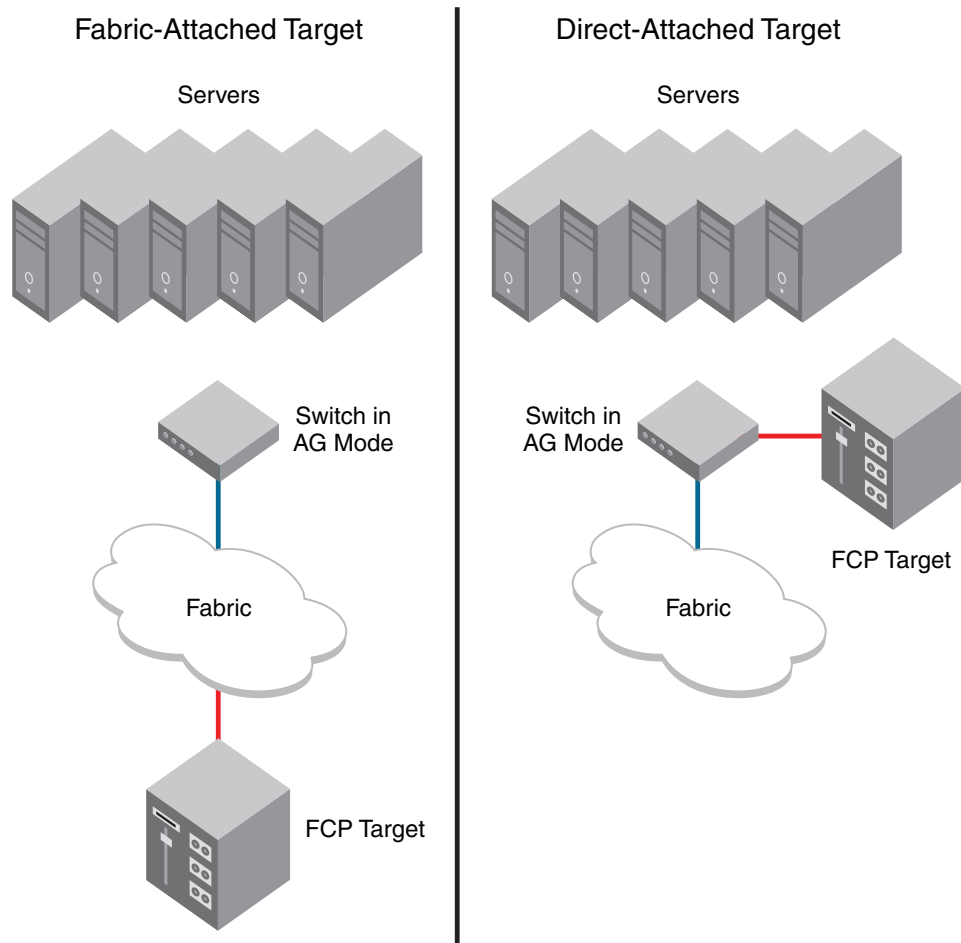 Fabric-Attached Target
Servers
Switch in
AG Mode
Fabric
FCP Target
Direct-Attached Target
Servers
Switch in
AG Mode
FCP Target
Fabric